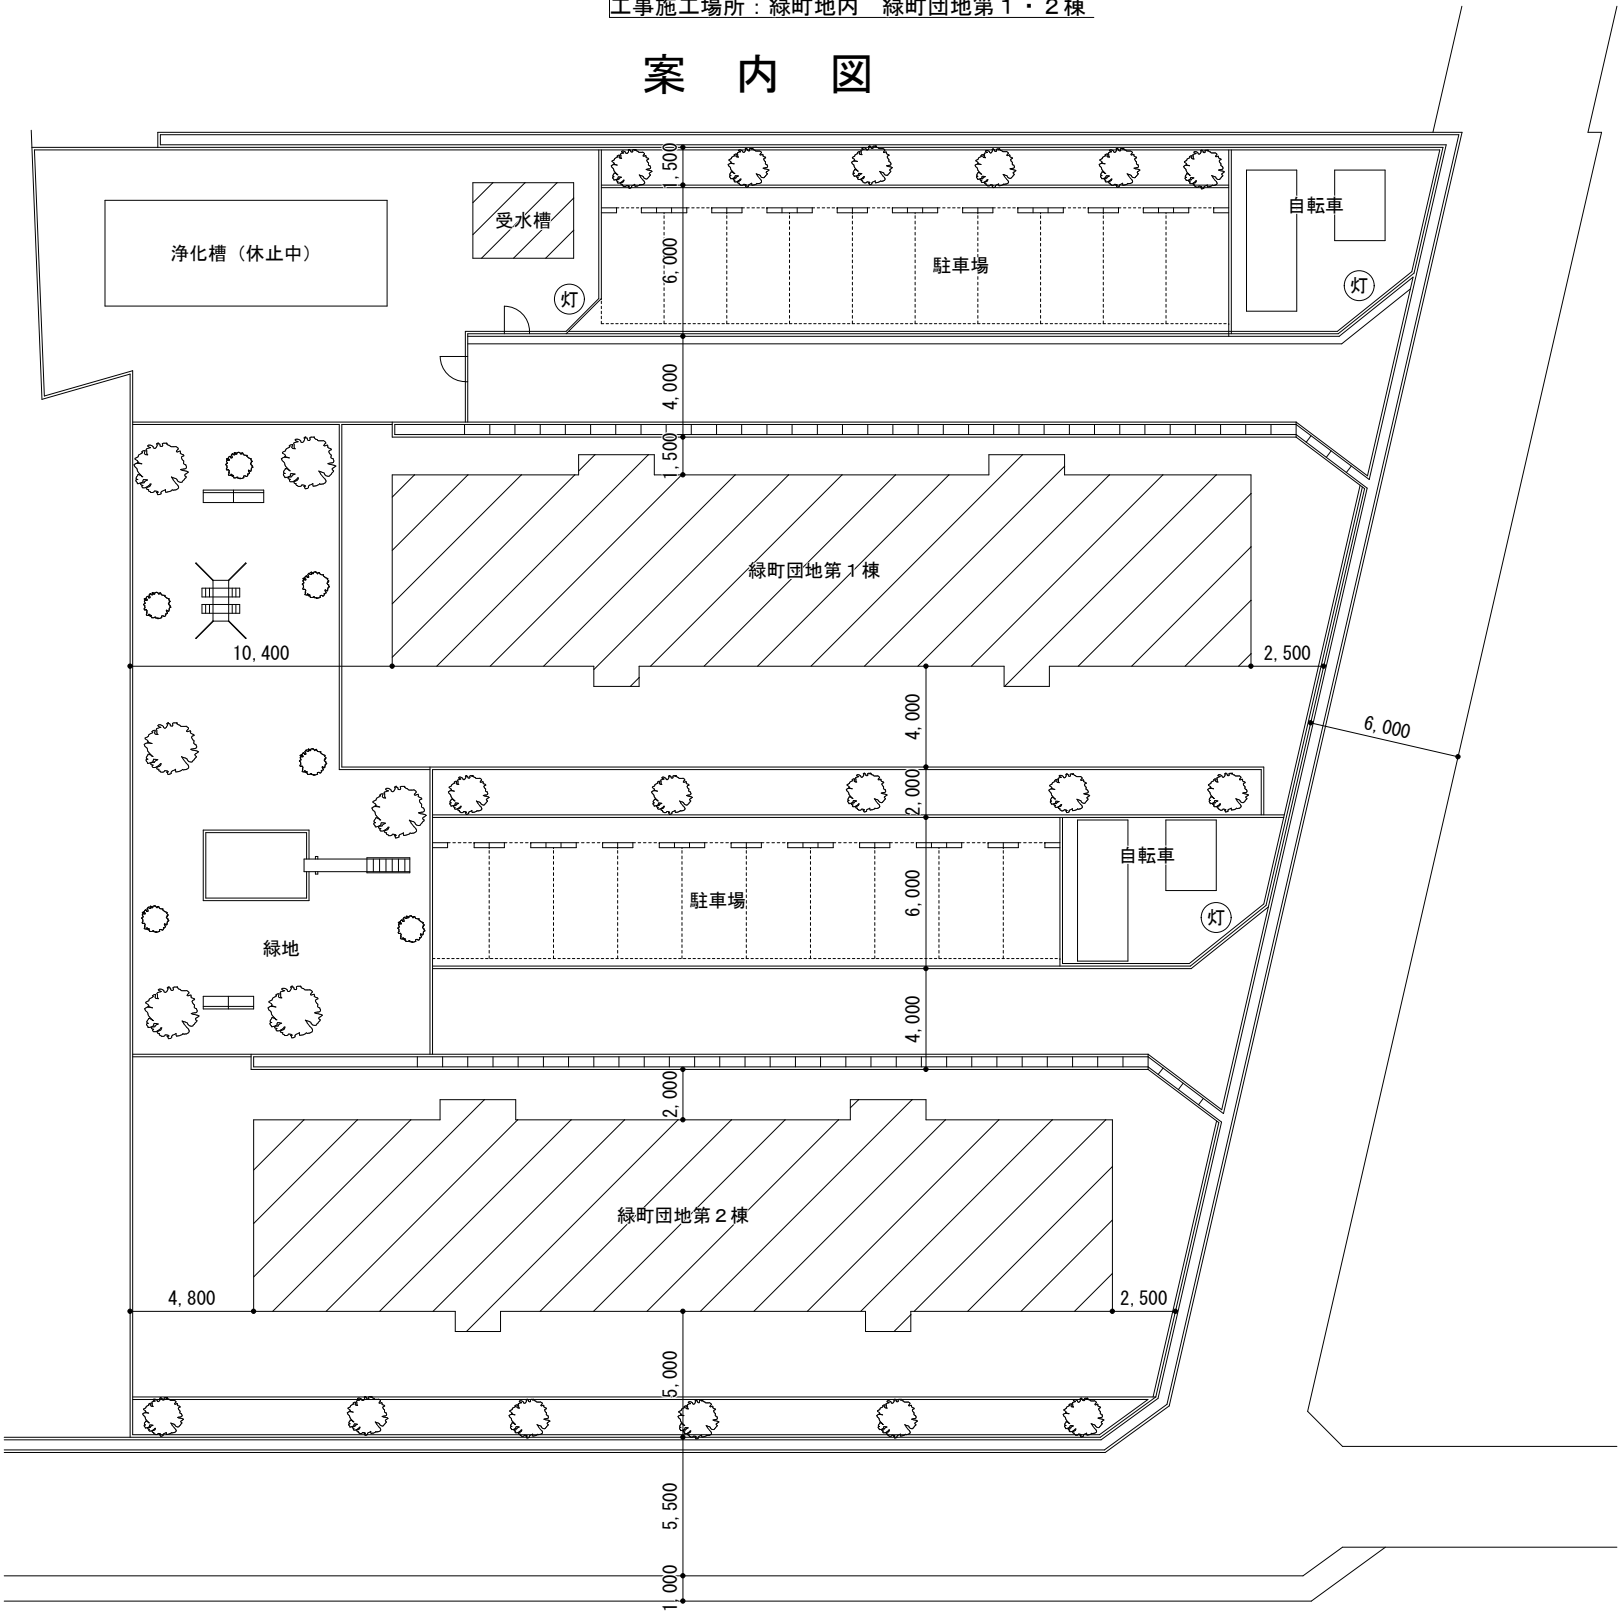 工事施工場所：緑町地内　緑町団地第１・２棟
案　内　図
1,500
自転車
受水槽
浄化槽（休止中）
6,000
駐車場
灯
灯
4,000
1,500
緑町団地第１棟
10,400
2,500
4,000
6,000
2,000
自転車
6,000
駐車場
灯
緑地
4,000
2,000
緑町団地第２棟
4,800
2,500
5,000
5,500
1,000